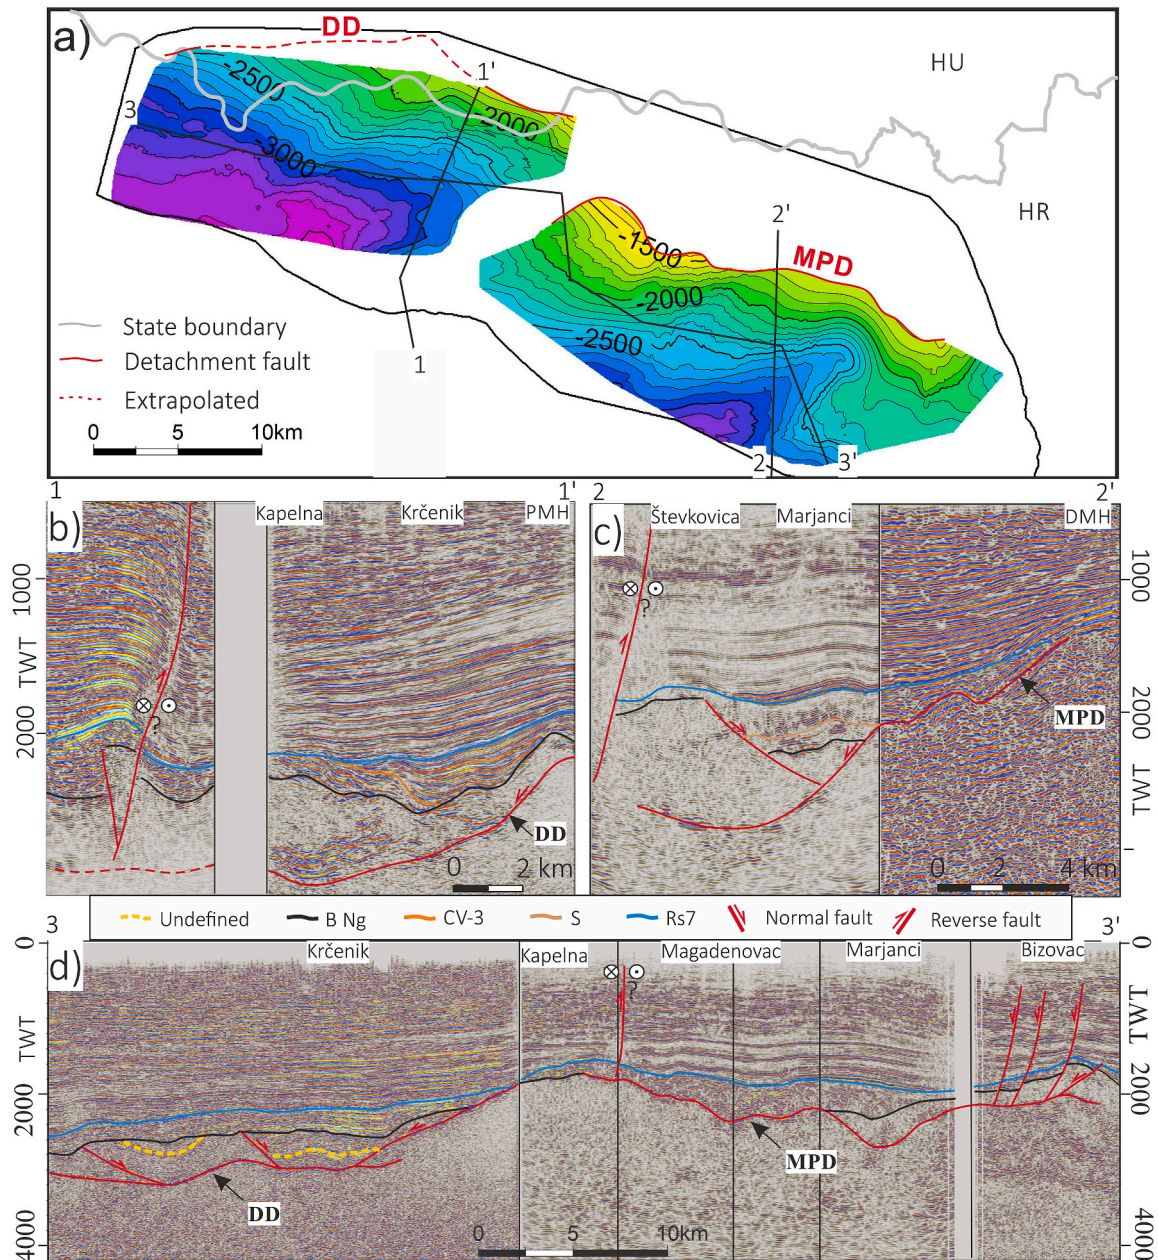 a)
DD
HU
1'
-2500
-2000
3
-3000
HR
2'
-1500
MPD
-2000
-2500
State boundary
Detachment fault
Extrapolated
0 5 10km
1
2
3'
1 1' 2 2'
b) Kapelna Krčenik PMH
c) Števkovica Marjanci DMH
1000
TWT
2000
?
DD
0 2 km
?
1000
2000
TWT
MPD
0 2 4 km
Undefined B Ng CV-3 S Rs7 Normal fault Reverse fault
3 3'
d) Krčenik Kapelna Magadenovac Marjanci Bizovac
0
TWT
2000
4000
?
DD
MPD
0
TWT
2000
4000
0 5 10km